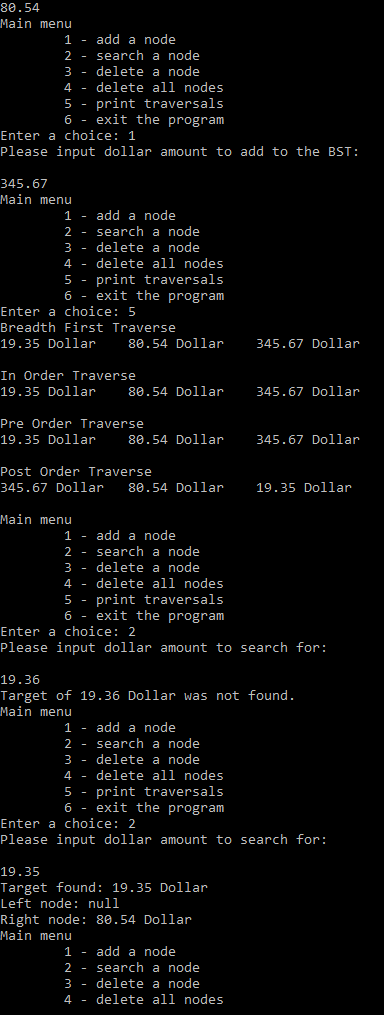 80.54
Main menu
1 - add a node
2 - search a node
3 - delete a node
4 - delete all nodes
5 - print traversals
6 - exit the program
Enter a choice: 1
Please input dollar amount to add to the BST:
345.67
Main menu
1 - add a node
2 - search a node
3 - delete a node
4 - delete all nodes
5 - print traversals
6 - exit the program
Enter a choice: 5
Breadth First Traverse
19.35 Dollar    80.54 Dollar    345.67 Dollar
In Order Traverse
19.35 Dollar    80.54 Dollar    345.67 Dollar
Pre Order Traverse
19.35 Dollar    80.54 Dollar    345.67 Dollar
Post Order Traverse
345.67 Dollar   80.54 Dollar    19.35 Dollar
Main menu
1 - add a node
2 - search a node
3 - delete a node
4 - delete all nodes
5 - print traversals
6 - exit the program
Enter a choice: 2
Please input dollar amount to search for:
19.36
Target of 19.36 Dollar was not found.
Main menu
1 - add a node
2 - search a node
3 - delete a node
4 - delete all nodes
5 - print traversals
6 - exit the program
Enter a choice: 2
Please input dollar amount to search for:
19.35
Target found: 19.35 Dollar
Left node: null
Right node: 80.54 Dollar
Main menu
1 - add a node
2 - search a node
3 - delete a node
4 - delete all nodes